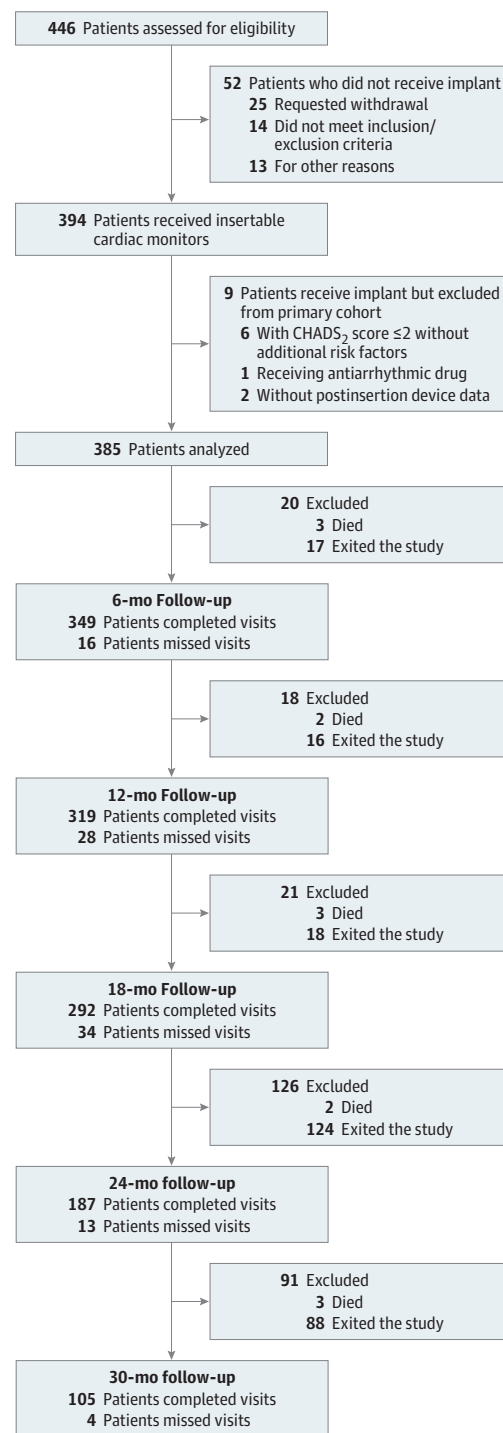 446 Patients assessed for eligibility
52 Patients who did not receive implant
25 Requested withdrawal
14 Did not meet inclusion/
exclusion criteria
13 For other reasons
394 Patients received insertable
cardiac monitors
9 Patients receive implant but excluded
from primary cohort
6 With CHADS₂ score ≤2 without
additional risk factors
1 Receiving antiarrhythmic drug
2 Without postinsertion device data
385 Patients analyzed
20 Excluded
3 Died
17 Exited the study
6-mo Follow-up
349 Patients completed visits
16 Patients missed visits
18 Excluded
2 Died
16 Exited the study
12-mo Follow-up
319 Patients completed visits
28 Patients missed visits
21 Excluded
3 Died
18 Exited the study
18-mo Follow-up
292 Patients completed visits
34 Patients missed visits
126 Excluded
2 Died
124 Exited the study
24-mo follow-up
187 Patients completed visits
13 Patients missed visits
91 Excluded
3 Died
88 Exited the study
30-mo follow-up
105 Patients completed visits
4 Patients missed visits